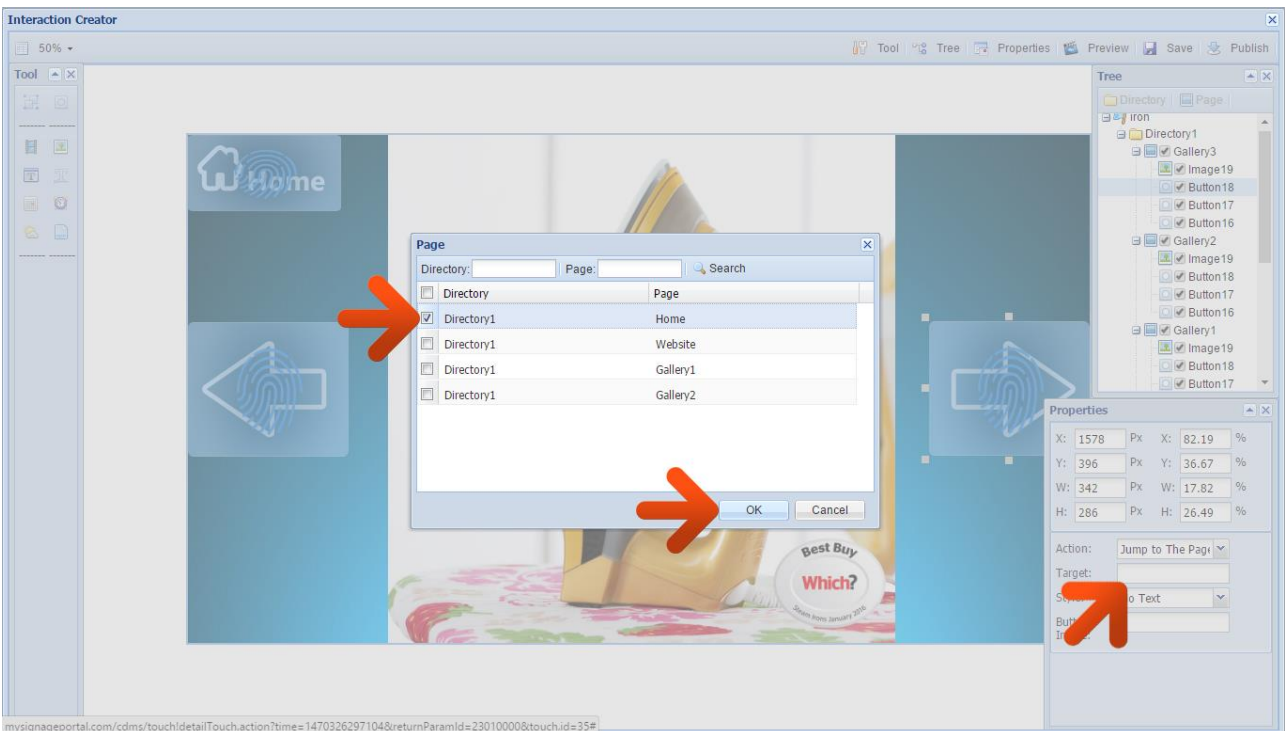 Interaction Creator
50%
Tool Tree Properties Preview Save Publish
Tool
Tree
Directory Page
iron
Directory1
Gallery3
Image19
Button18
Button17
Button16
Gallery2
Image19
Button18
Button17
Button16
Gallery1
Image19
Button18
Button17
Home
Page
Directory: Page: Search
Directory Page
Directory1 Home
Directory1 Website
Directory1 Gallery1
Directory1 Gallery2
OK Cancel
Best Buy
Which?
Steam Irons January 2016
Properties
X: 1578 Px X: 82.19 %
Y: 396 Px Y: 36.67 %
W: 342 Px W: 17.82 %
H: 286 Px H: 26.49 %
Action: Jump to The Page
Target:
o Text
mysignageportal.com/cdms/touch!detailTouch.action?time=1470326297104&returnParamId=23010000&touch.id=35#